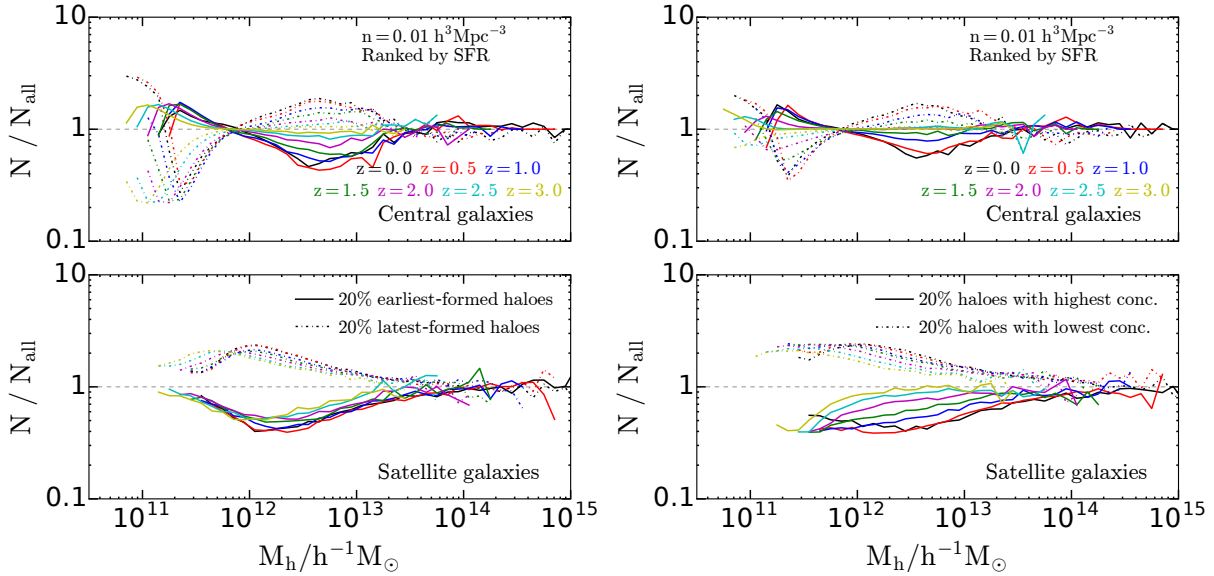 n = 0.01 h³Mpc⁻³
Ranked by SFR
N / N_all
10
1
0.1
z = 0.0 z = 0.5 z = 1.0
z = 1.5 z = 2.0 z = 2.5 z = 3.0
Central galaxies
N / N_all
10
1
0.1
20% earliest-formed haloes
20% latest-formed haloes
Satellite galaxies
10¹¹ 10¹² 10¹³ 10¹⁴ 10¹⁵
M_h/h⁻¹M_⊙
n = 0.01 h³Mpc⁻³
Ranked by SFR
N / N_all
10
1
0.1
z = 0.0 z = 0.5 z = 1.0
z = 1.5 z = 2.0 z = 2.5 z = 3.0
Central galaxies
N / N_all
10
1
0.1
20% haloes with highest conc.
20% haloes with lowest conc.
Satellite galaxies
10¹¹ 10¹² 10¹³ 10¹⁴ 10¹⁵
M_h/h⁻¹M_⊙